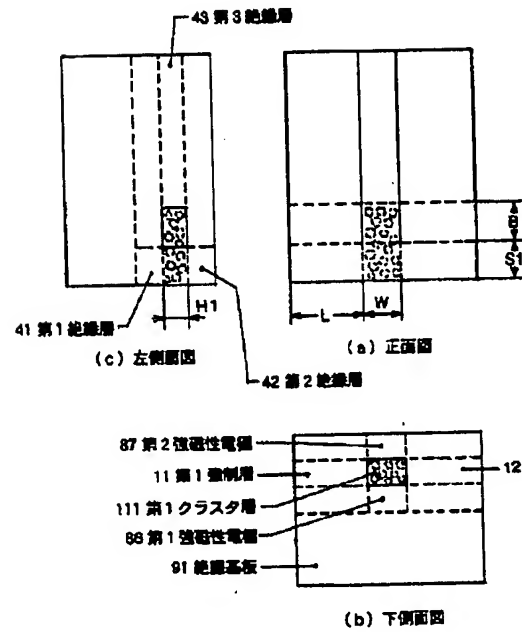 43 第3絶縁層
B
S1
L
W
H1
41 第1絶縁層
(c) 左側面図
(a) 正面図
42 第2絶縁層
87 第2強磁性電極
11 第1強制層
12
111 第1クラスタ層
86 第1強磁性電極
91 絶縁基板
(b) 下側面図